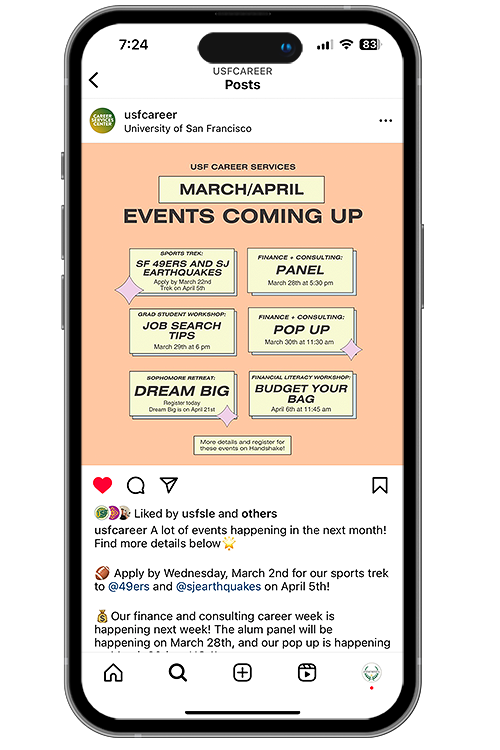 7:24
83
USFCAREER
Posts
CAREER
SERVICES
CENTER
usfcareer
University of San Francisco
USF CAREER SERVICES
MARCH/APRIL
EVENTS COMING UP
SPORTS TREK:
SF 49ERS AND SJ
EARTHQUAKES
Apply by March 22nd
Trek on April 5th
FINANCE + CONSULTING:
PANEL
March 28th at 5:30 pm
GRAD STUDENT WORKSHOP:
JOB SEARCH
TIPS
March 29th at 6 pm
FINANCE + CONSULTING:
POP UP
March 30th at 11:30 am
SOPHOMORE RETREAT:
DREAM BIG
Register today
Dream Big is on April 21st
FINANCIAL LITERACY WORKSHOP:
BUDGET YOUR
BAG
April 6th at 11:45 am
More details and register for
these events on Handshake!
Liked by usfsle and others
usfcareer A lot of events happening in the next month!
Find more details below🌟
🏈 Apply by Wednesday, March 2nd for our sports trek
to @49ers and @sjearthquakes on April 5th!
💰Our finance and consulting career week is
happening next week! The alum panel will be
happening on March 28th, and our pop up is happening